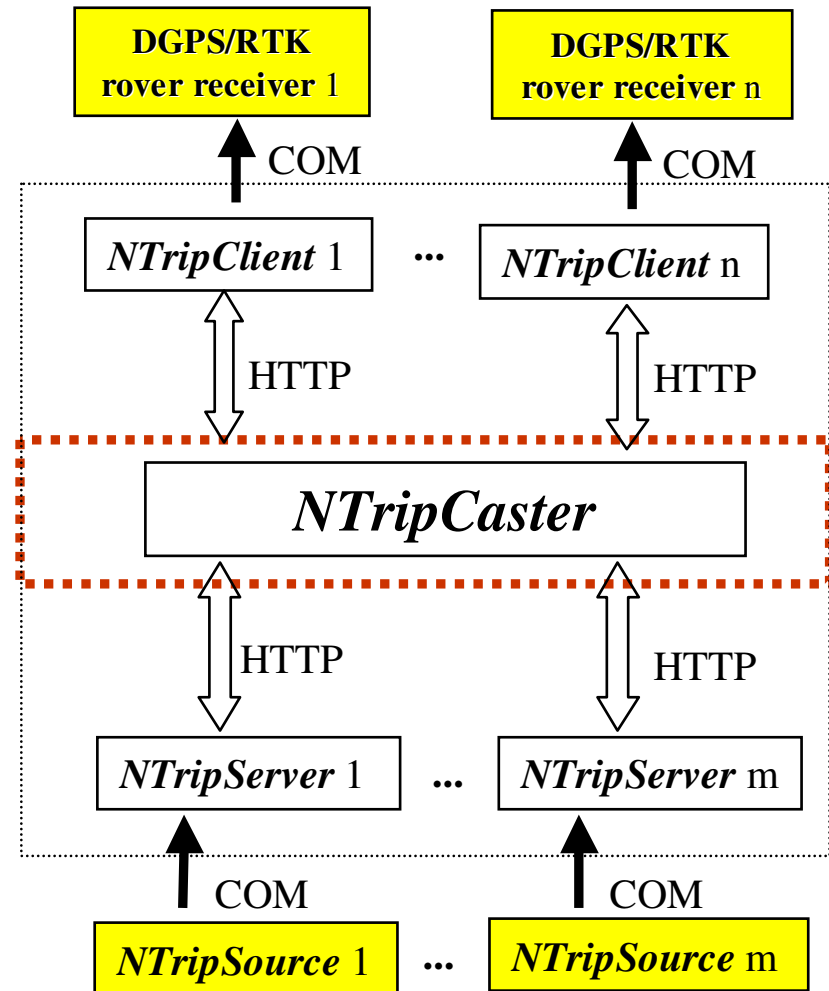 DGPS/RTK
rover receiver 1
DGPS/RTK
rover receiver n
COM
COM
NTripClient 1
...
NTripClient n
HTTP
HTTP
NTripCaster
HTTP
HTTP
NTripServer 1
...
NTripServer m
COM
COM
NTripSource 1
...
NTripSource m